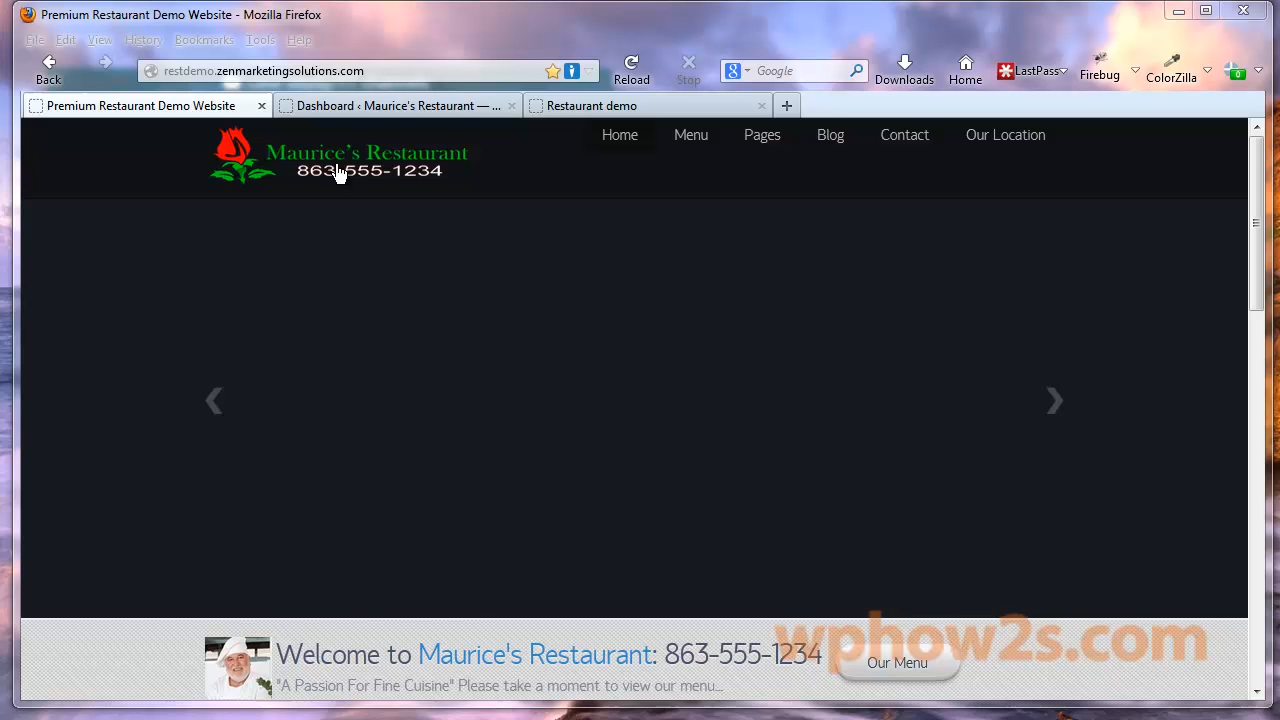 Premium Restaurant Demo Website - Mozilla Firefox
File Edit View History Bookmarks Tools Help
Back restdemo.zenmarketingsolutions.com Reload Stop Google Downloads Home LastPass Firebug ColorZilla 0
Premium Restaurant Demo Website Dashboard ‹ Maurice's Restaurant — ... Restaurant demo
Home Menu Pages Blog Contact Our Location
Maurice's Restaurant
863-555-1234
Welcome to Maurice's Restaurant: 863-555-1234
wphow2s.com
Our Menu
"A Passion For Fine Cuisine" Please take a moment to view our menu...